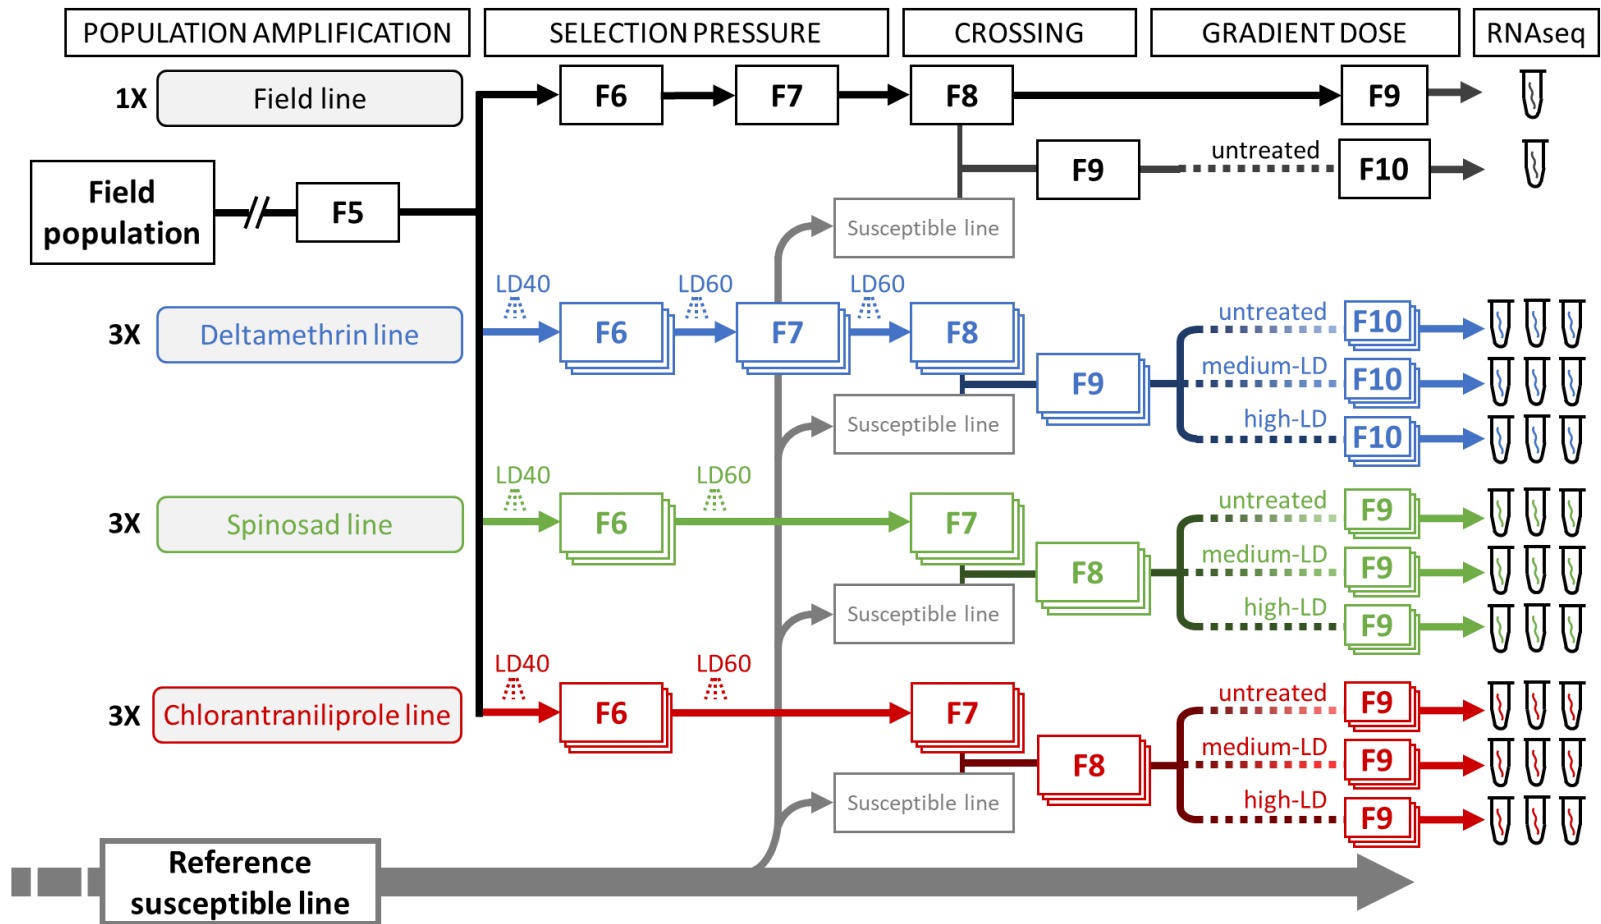 POPULATION AMPLIFICATION
SELECTION PRESSURE
CROSSING
GRADIENT DOSE
RNAseq
1X
Field line
F6
F7
F8
F9
untreated
F9
F10
Field
population
F5
Susceptible line
LD40
LD60
LD60
3X
Deltamethrin line
F6
F7
F8
F9
untreated
F10
medium-LD
F10
high-LD
F10
Susceptible line
LD40
LD60
3X
Spinosad line
F6
F7
F8
untreated
F9
medium-LD
F9
high-LD
F9
Susceptible line
LD40
LD60
3X
Chlorantraniliprole line
F6
F7
F8
untreated
F9
medium-LD
F9
high-LD
F9
Susceptible line
Reference
susceptible line